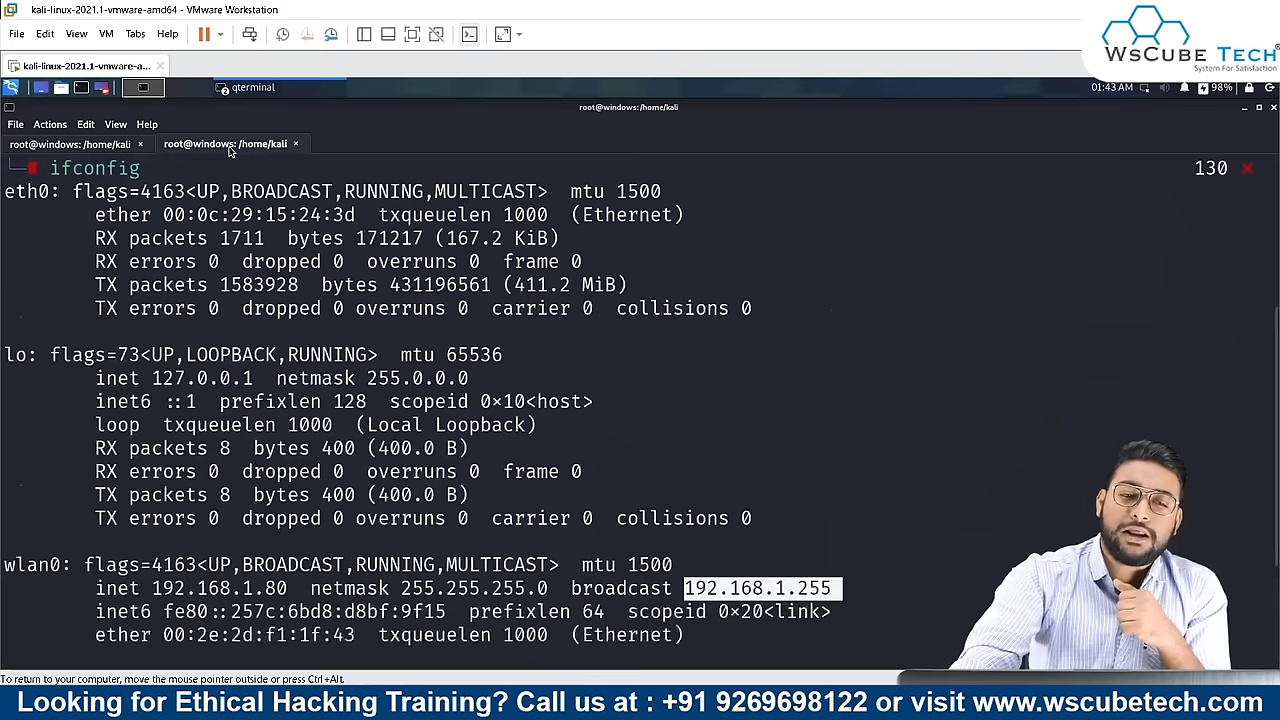 kali-linux-2021.1-vmware-amd64 - VMware Workstation
File Edit View VM Tabs Help
WsCube Tech
System For Satisfaction
kali-linux-2021.1-vmware-a...
2 qterminal
01:43 AM 98%
root@windows:/home/kali
File Actions Edit View Help
root@windows: /home/kali × root@windows: /home/kali ×
ifconfig 130
eth0: flags=4163<UP,BROADCAST,RUNNING,MULTICAST> mtu 1500
ether 00:0c:29:15:24:3d txqueuelen 1000 (Ethernet)
RX packets 1711 bytes 171217 (167.2 KiB)
RX errors 0 dropped 0 overruns 0 frame 0
TX packets 1583928 bytes 431196561 (411.2 MiB)
TX errors 0 dropped 0 overruns 0 carrier 0 collisions 0
lo: flags=73<UP,LOOPBACK,RUNNING> mtu 65536
inet 127.0.0.1 netmask 255.0.0.0
inet6 ::1 prefixlen 128 scopeid 0×10<host>
loop txqueuelen 1000 (Local Loopback)
RX packets 8 bytes 400 (400.0 B)
RX errors 0 dropped 0 overruns 0 frame 0
TX packets 8 bytes 400 (400.0 B)
TX errors 0 dropped 0 overruns 0 carrier 0 collisions 0
wlan0: flags=4163<UP,BROADCAST,RUNNING,MULTICAST> mtu 1500
inet 192.168.1.80 netmask 255.255.255.0 broadcast 192.168.1.255
inet6 fe80::257c:6bd8:d8bf:9f15 prefixlen 64 scopeid 0×20<link>
ether 00:2e:2d:f1:1f:43 txqueuelen 1000 (Ethernet)
To return to your computer, move the mouse pointer outside or press Ctrl+Alt.
Looking for Ethical Hacking Training? Call us at : +91 9269698122 or visit www.wscubetech.com